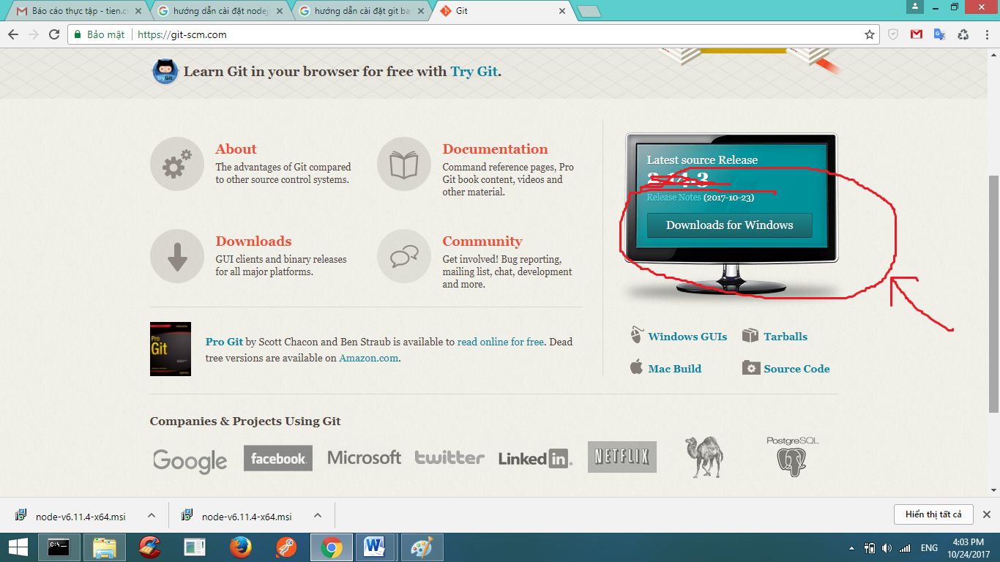 Báo cáo thực tập - tien.c
hướng dẫn cài đặt nodej
hướng dẫn cài đặt git ba
Git
Bảo mật
https://git-scm.com
TryGit
Learn Git in your browser for free with Try Git.
About
The advantages of Git compared
to other source control systems.
Documentation
Command reference pages, Pro
Git book content, videos and
other material.
Downloads
GUI clients and binary releases
for all major platforms.
Community
Get involved! Bug reporting,
mailing list, chat, development
and more.
Latest source Release
2.14.3
Release Notes (2017-10-23)
Downloads for Windows
Windows GUIs
Tarballs
Mac Build
Source Code
Pro
Git
Pro Git by Scott Chacon and Ben Straub is available to read online for free. Dead
tree versions are available on Amazon.com.
Companies & Projects Using Git
Google
facebook
Microsoft
twitter
Linked in
NETFLIX
PostgreSQL
node-v6.11.4-x64.msi
node-v6.11.4-x64.msi
Hiển thị tất cả
ENG
4:03 PM
10/24/2017